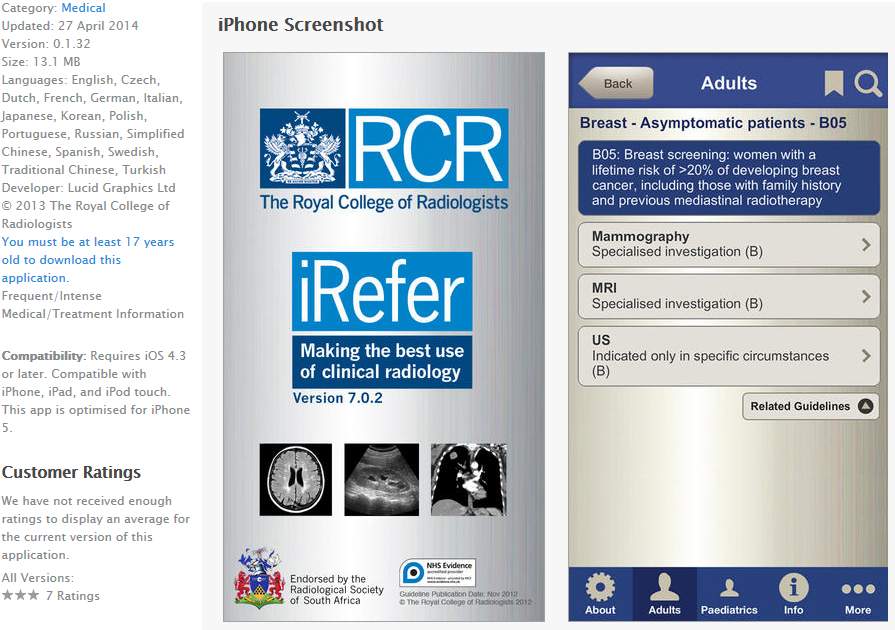 Category: Medical
Updated: 27 April 2014
Version: 0.1.32
Size: 13.1 MB
Languages: English, Czech,
Dutch, French, German, Italian,
Japanese, Korean, Polish,
Portuguese, Russian, Simplified
Chinese, Spanish, Swedish,
Traditional Chinese, Turkish
Developer: Lucid Graphics Ltd
© 2013 The Royal College of
Radiologists
You must be at least 17 years
old to download this
application.
Frequent/Intense
Medical/Treatment Information
Compatibility: Requires iOS 4.3
or later. Compatible with
iPhone, iPad, and iPod touch.
This app is optimised for iPhone
5.
Customer Ratings
We have not received enough
ratings to display an average for
the current version of this
application.
All Versions:
★★★ 7 Ratings
iPhone Screenshot
RCR
The Royal College of Radiologists
iRefer
Making the best use
of clinical radiology
Version 7.0.2
Endorsed by the
Radiological Society
of South Africa
NHS Evidence
accredited provider
Guideline Publication Date: Nov 2012
© The Royal College of Radiologists 2012
Back
Adults
Breast - Asymptomatic patients - B05
B05: Breast screening: women with a
lifetime risk of >20% of developing breast
cancer, including those with family history
and previous mediastinal radiotherapy
Mammography
Specialised investigation (B)
MRI
Specialised investigation (B)
US
Indicated only in specific circumstances
(B)
Related Guidelines
About
Adults
Paediatrics
Info
More